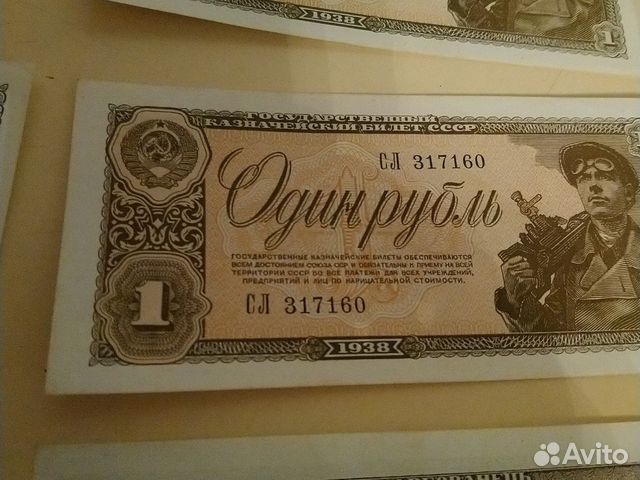 1938
1
ГОСУДАРСТВЕННЫЙ
КАЗНАЧЕЙСКИЙ БИЛЕТ СССР
СЛ 317160
Один рубль
ГОСУДАРСТВЕННЫЕ КАЗНАЧЕЙСКИЕ БИЛЕТЫ ОБЕСПЕЧИВАЮТСЯ
ВСЕМ ДОСТОЯНИЕМ СОЮЗА ССР И ОБЯЗАТЕЛЬНЫ К ПРИЕМУ НА ВСЕЙ
ТЕРРИТОРИИ СССР ВО ВСЕ ПЛАТЕЖИ ДЛЯ ВСЕХ УЧРЕЖДЕНИЙ,
ПРЕДПРИЯТИЙ И ЛИЦ ПО НАРИЦАТЕЛЬНОЙ СТОИМОСТИ.
1
СЛ 317160
1938
Avito